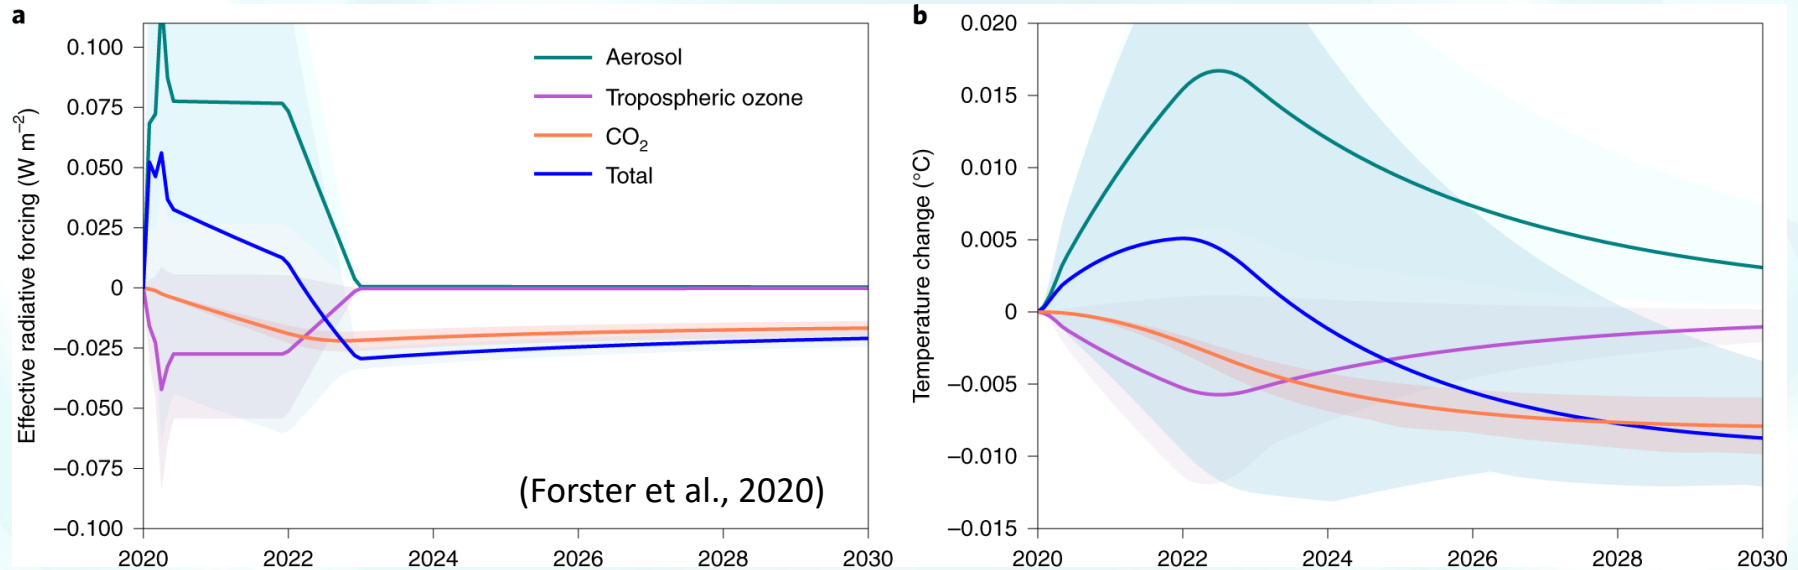 a
Effective radiative forcing (W m⁻²)
0.100
0.075
0.050
0.025
0
−0.025
−0.050
−0.075
−0.100
2020 2022 2024 2026 2028 2030
Aerosol
Tropospheric ozone
CO₂
Total
(Forster et al., 2020)
b
Temperature change (°C)
0.020
0.015
0.010
0.005
0
−0.005
−0.010
−0.015
2020 2022 2024 2026 2028 2030